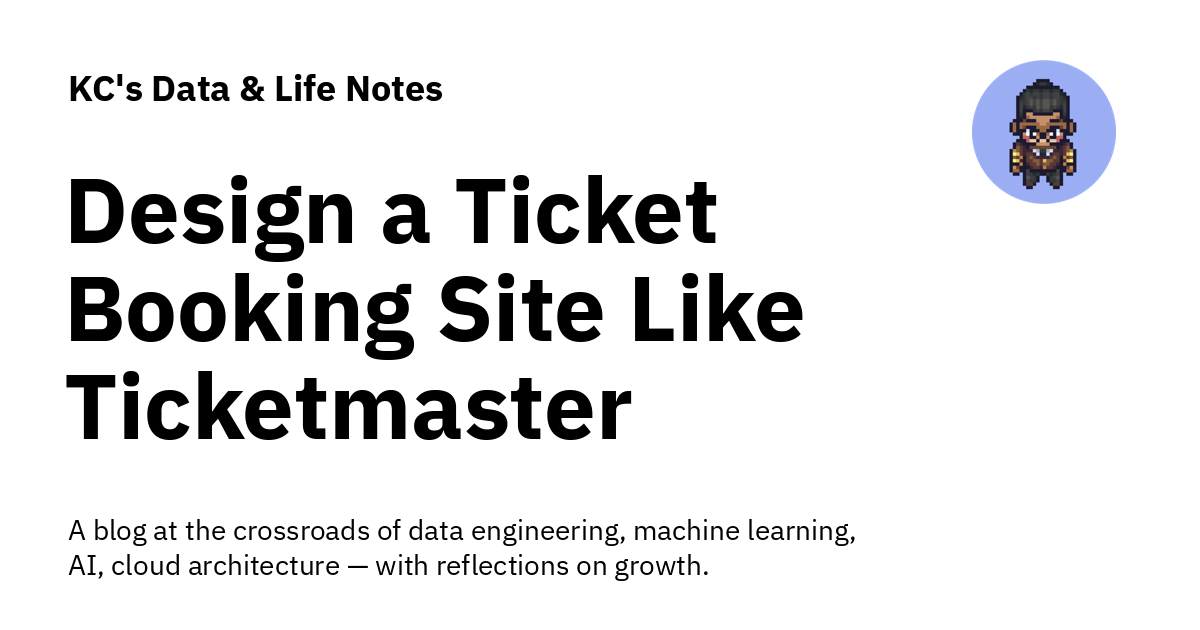 KC's Data & Life Notes
Design a Ticket
Booking Site Like
Ticketmaster
A blog at the crossroads of data engineering, machine learning,
AI, cloud architecture — with reflections on growth.